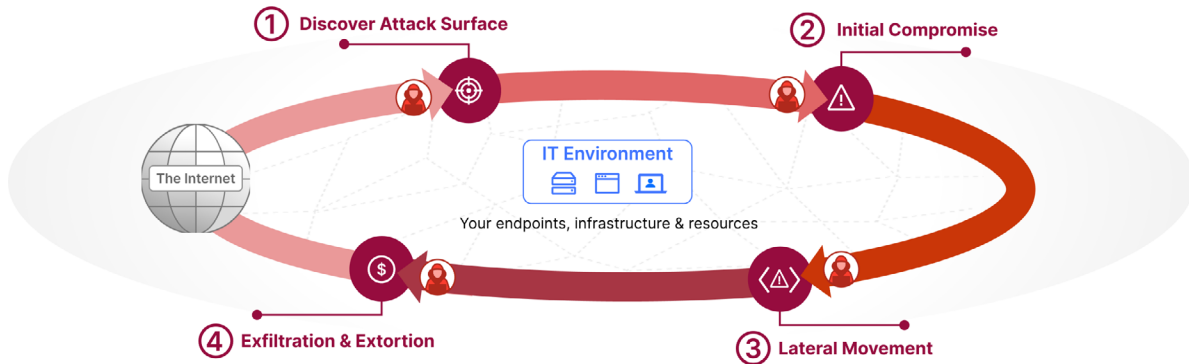 1 Discover Attack Surface
2 Initial Compromise
The Internet
IT Environment
Your endpoints, infrastructure & resources
$
4 Exfiltration & Extortion
3 Lateral Movement